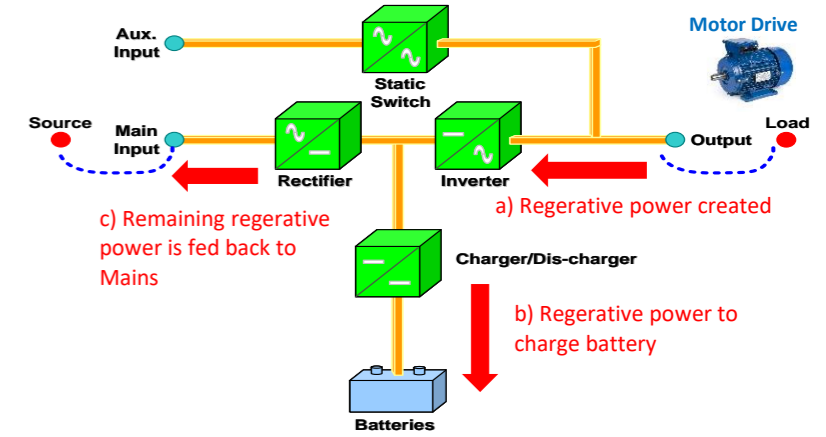 Aux.
Input
Static
Switch
Motor Drive
Source
Main
Input
Rectifier
Inverter
Output
Load
a) Regerative power created
c) Remaining regerative
power is fed back to
Mains
Charger/Dis-charger
b) Regerative power to
charge battery
Batteries